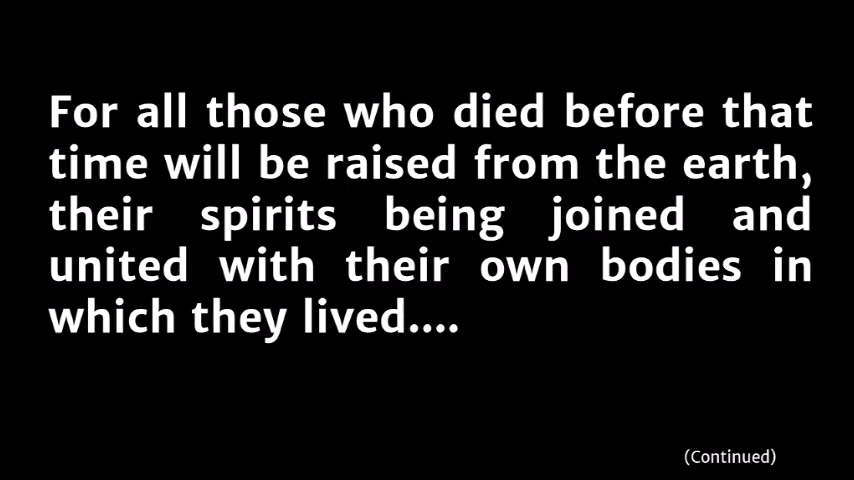 For all those who died before that
time will be raised from the earth,
their spirits being joined and
united with their own bodies in
which they lived....
(Continued)